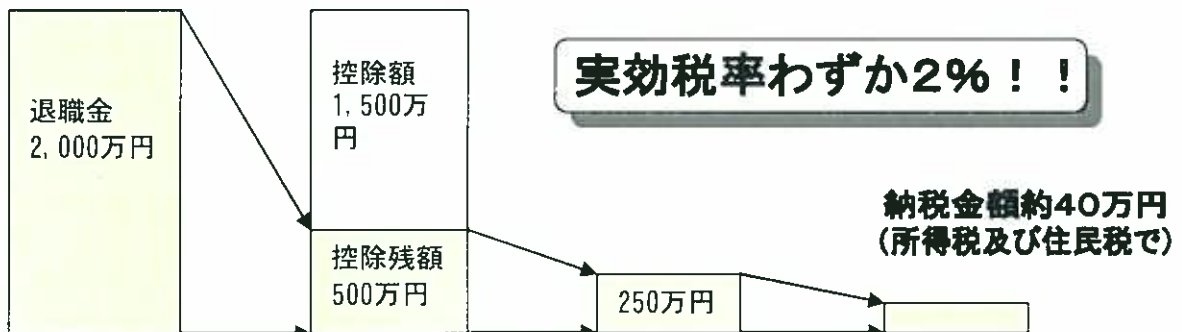 退職金
2,000万円
控除額
1,500万
円
実効税率わずか2%！！
納税金額約40万円
(所得税及び住民税で)
控除残額
500万円
250万円